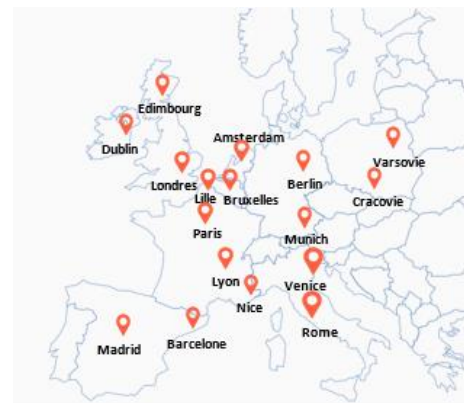 Edimbourg
Dublin
Amsterdam
Varsovie
Londres
Berlin
Cracovie
Lille
Bruxelles
Paris
Munich
Lyon
Venice
Nice
Rome
Madrid
Barcelone